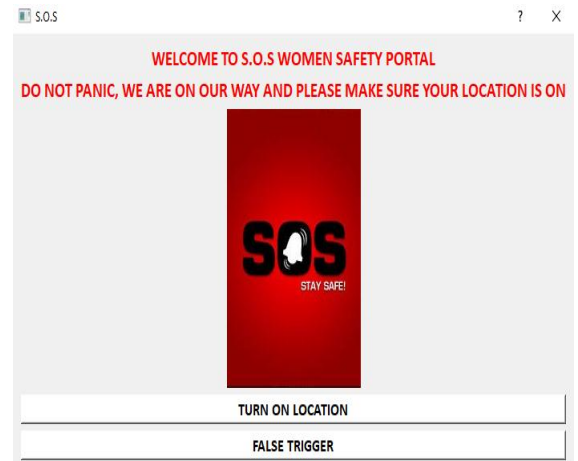 S.O.S
WELCOME TO S.O.S WOMEN SAFETY PORTAL
DO NOT PANIC, WE ARE ON OUR WAY AND PLEASE MAKE SURE YOUR LOCATION IS ON
SOS
STAY SAFE!
TURN ON LOCATION
FALSE TRIGGER